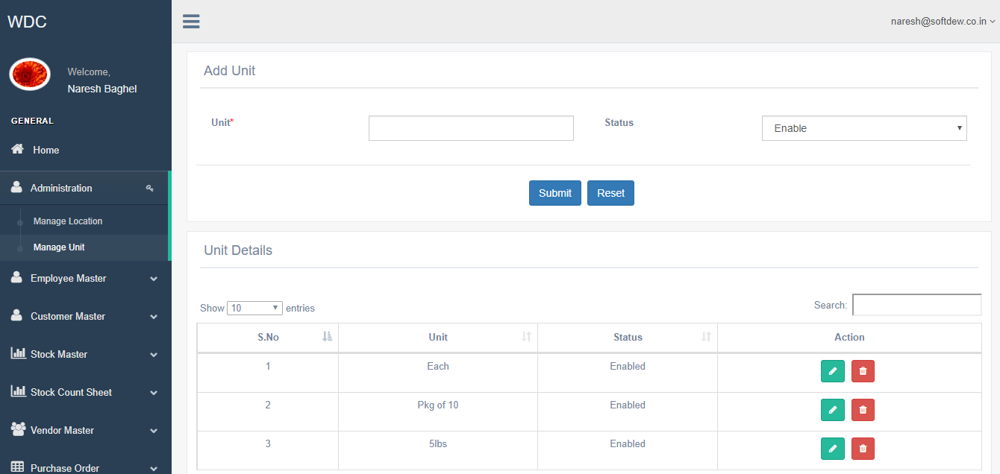 WDC
naresh@softdew.co.in
Welcome,
Naresh Baghel
GENERAL
Home
Administration
Manage Location
Manage Unit
Employee Master
Customer Master
Stock Master
Stock Count Sheet
Vendor Master
Purchase Order
Add Unit
Unit* Status Enable
Submit Reset
Unit Details
Show 10 entries Search:
S.No Unit Status Action
1 Each Enabled
2 Pkg of 10 Enabled
3 5lbs Enabled